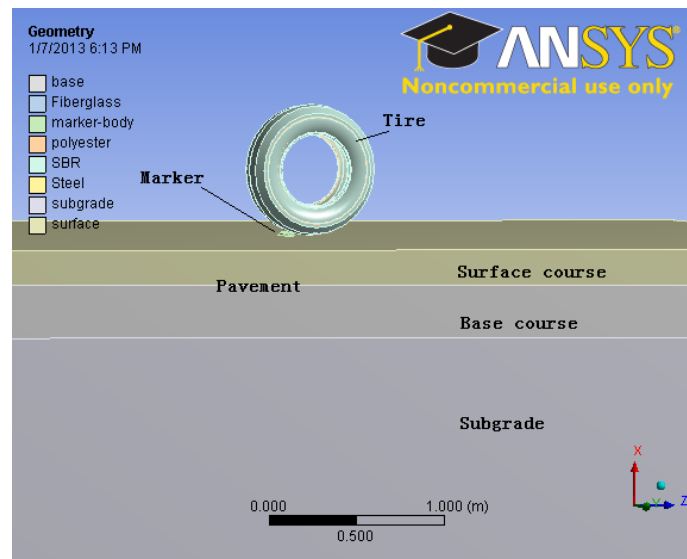 Geometry
1/7/2013 6:13 PM
base
Fiberglass
marker-body
polyester
SBR
Steel
subgrade
surface
ANSYS
Noncommercial use only
Tire
Marker
Surface course
Pavement
Base course
Subgrade
X
Y
Z
0.000
1.000 (m)
0.500